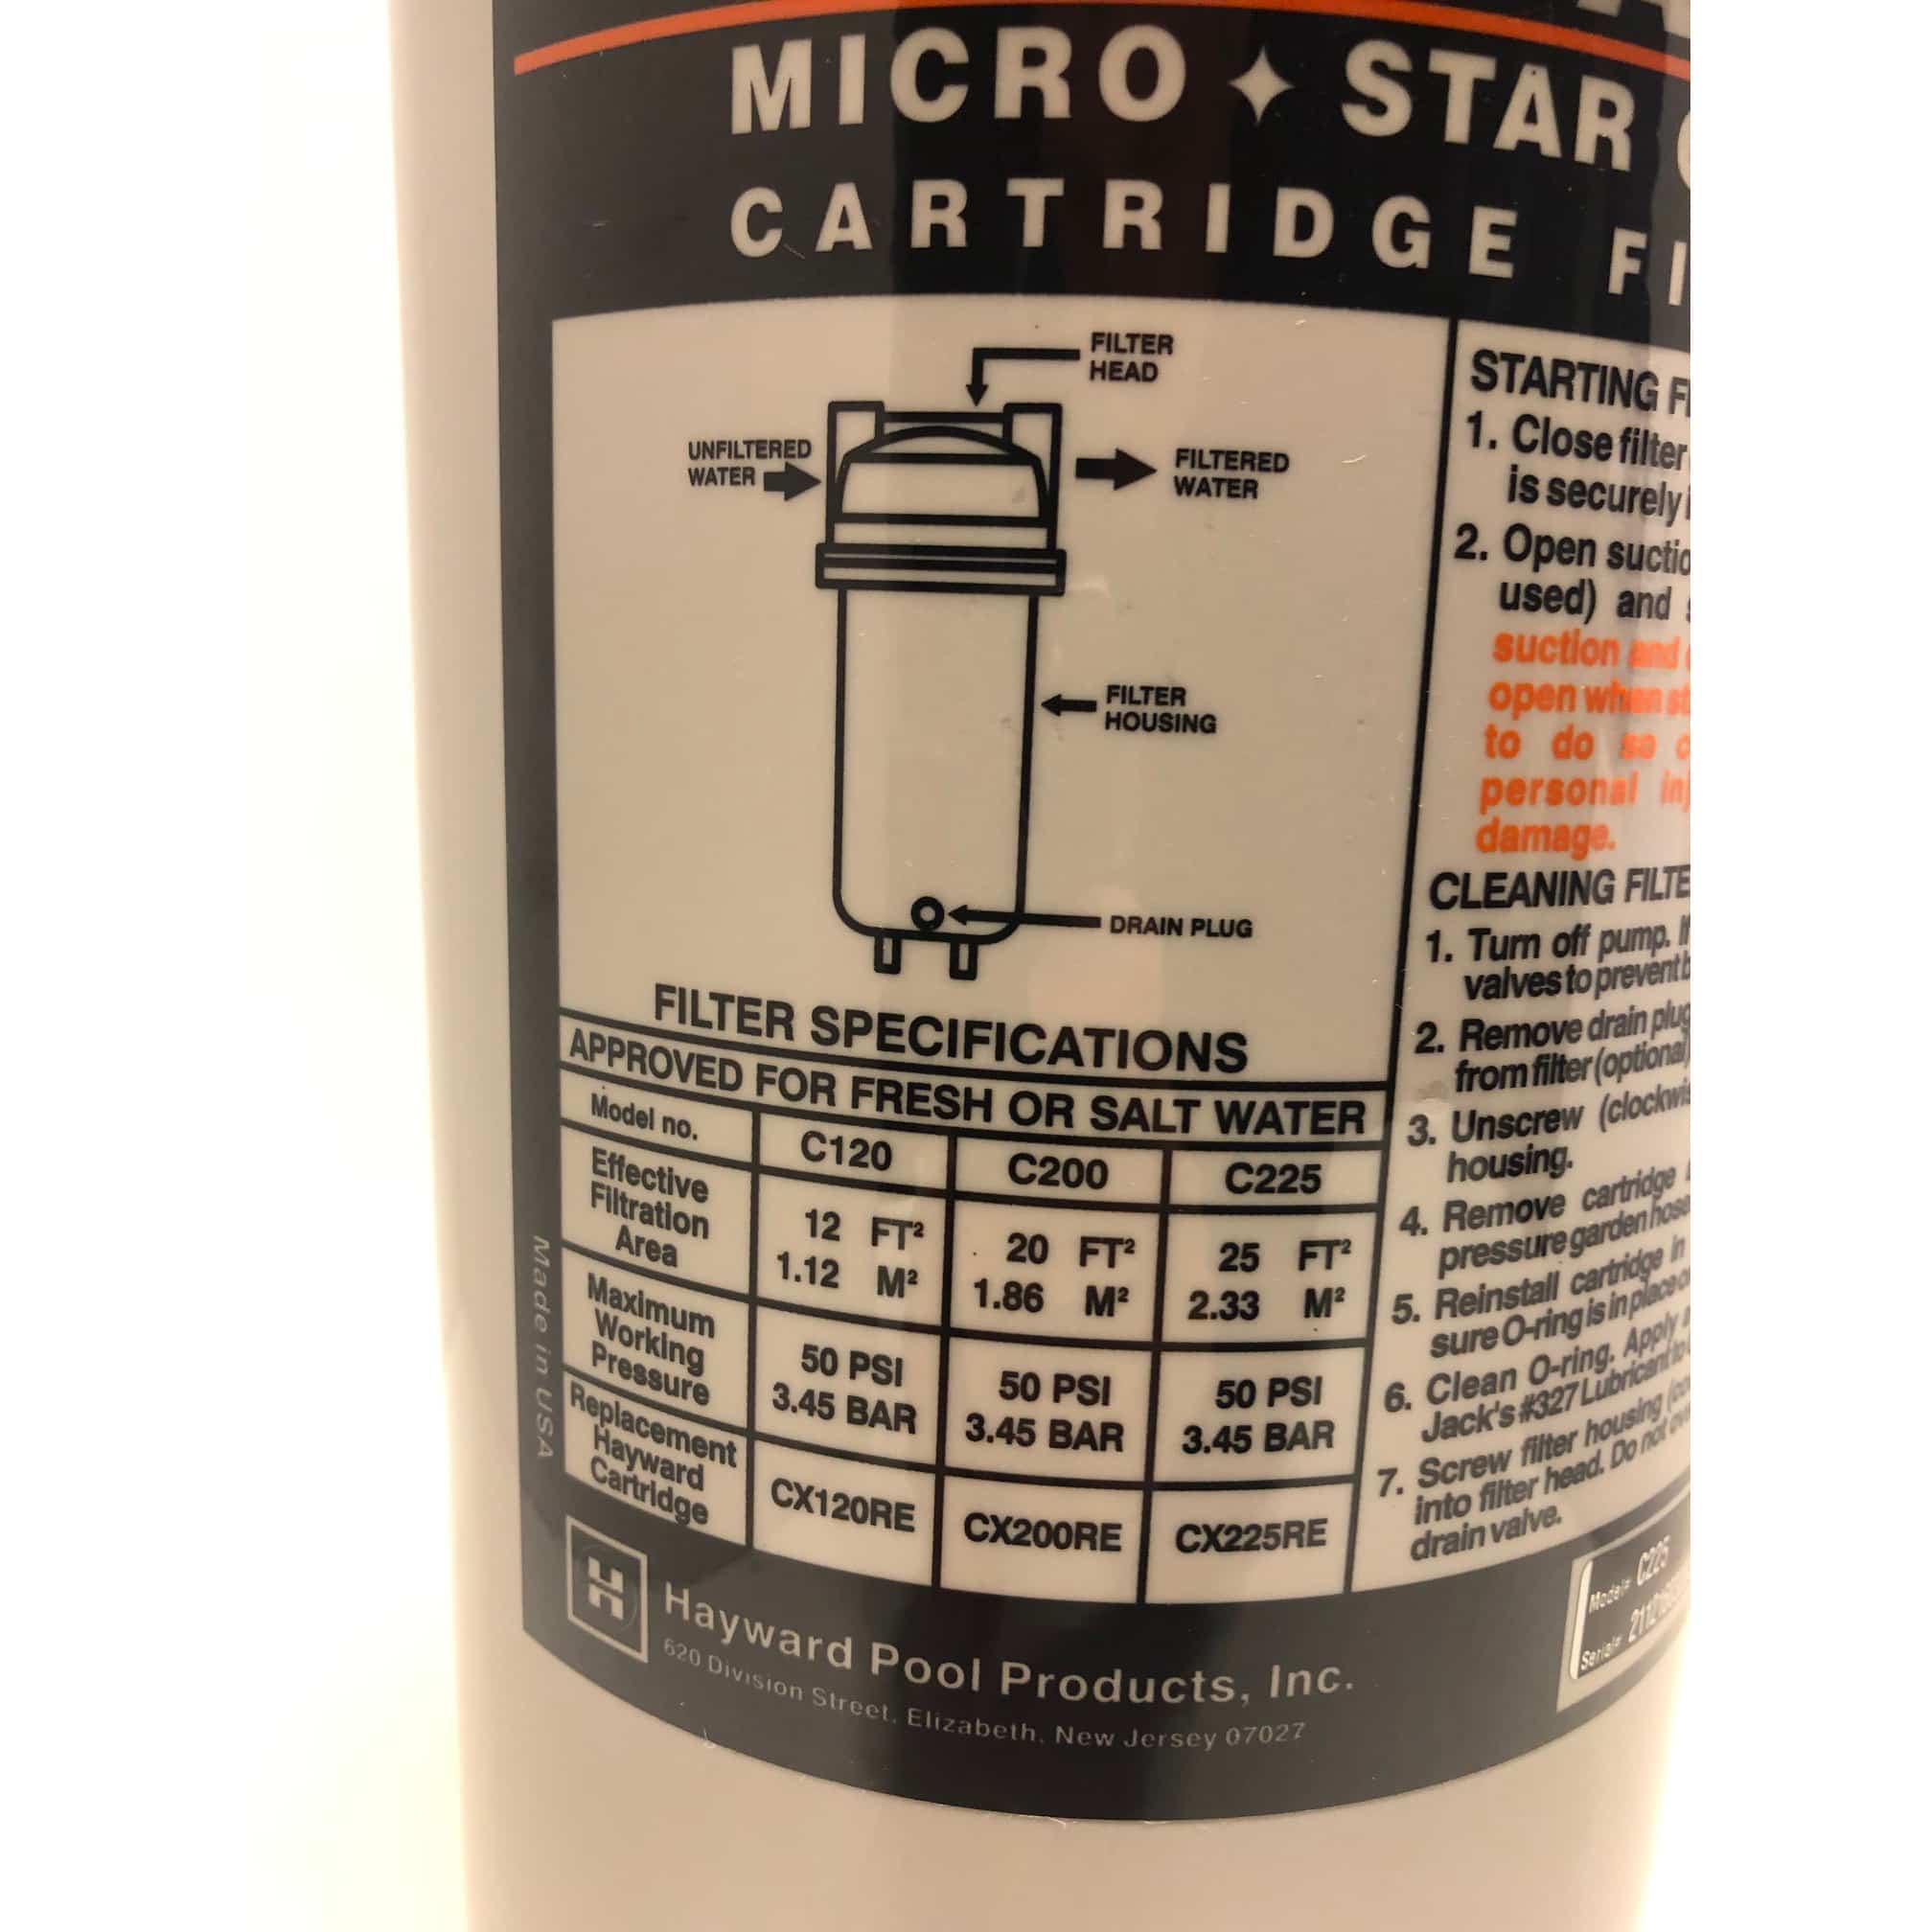 MICRO STAR
CARTRIDGE FI
FILTER
HEAD
UNFILTERED
WATER
FILTERED
WATER
FILTER
HOUSING
DRAIN PLUG
FILTER SPECIFICATIONS
APPROVED FOR FRESH OR SALT WATER
Model no. C120 C200 C225
Effective
Filtration
Area
12 FT²
1.12 M²
20 FT²
1.86 M²
25 FT²
2.33 M²
Maximum
Working
Pressure
50 PSI
3.45 BAR
50 PSI
3.45 BAR
50 PSI
3.45 BAR
Replacement
Hayward
Cartridge
CX120RE CX200RE CX225RE
STARTING
1. Close filter
is securely
2. Open
used) and
suction and
open when
to do so
personal
damage.
CLEANING
1. Turn off pump.
valves to prevent
2. Remove drain
from filter (optional)
3. Unscrew
housing.
4. Remove cartridge
pressure garden
5. Reinstall cartridge in
sure O-ring is in place
6. Clean O-ring. Apply
Jack's #327 Lubricant to
7. Screw filter housing
into filter head. Do not
drain valve.
Made in USA
H
Hayward Pool Products, Inc.
620 Division Street, Elizabeth, New Jersey 07027
Model# C225
Serial#